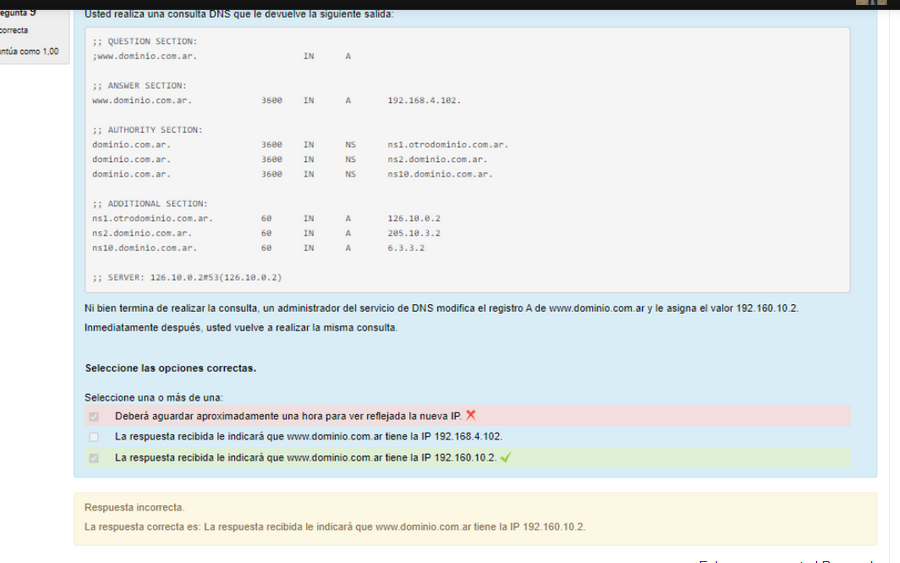 egunta 9
correcta
ntúa como 1,00
Usted realiza una consulta DNS que le devuelve la siguiente salida:
;; QUESTION SECTION:
;www.dominio.com.ar. IN A
;; ANSWER SECTION:
www.dominio.com.ar. 3600 IN A 192.168.4.102.
;; AUTHORITY SECTION:
dominio.com.ar. 3600 IN NS ns1.otrodominio.com.ar.
dominio.com.ar. 3600 IN NS ns2.dominio.com.ar.
dominio.com.ar. 3600 IN NS ns10.dominio.com.ar.
;; ADDITIONAL SECTION:
ns1.otrodominio.com.ar. 60 IN A 126.10.0.2
ns2.dominio.com.ar. 60 IN A 205.10.3.2
ns10.dominio.com.ar. 60 IN A 6.3.3.2
;; SERVER: 126.10.0.2#53(126.10.0.2)
Ni bien termina de realizar la consulta, un administrador del servicio de DNS modifica el registro A de www.dominio.com.ar y le asigna el valor 192.160.10.2.
Inmediatamente después, usted vuelve a realizar la misma consulta.
Seleccione las opciones correctas.
Seleccione una o más de una:
Deberá aguardar aproximadamente una hora para ver reflejada la nueva IP.
La respuesta recibida le indicará que www.dominio.com.ar tiene la IP 192.168.4.102.
La respuesta recibida le indicará que www.dominio.com.ar tiene la IP 192.160.10.2.
Respuesta incorrecta.
La respuesta correcta es: La respuesta recibida le indicará que www.dominio.com.ar tiene la IP 192.160.10.2.